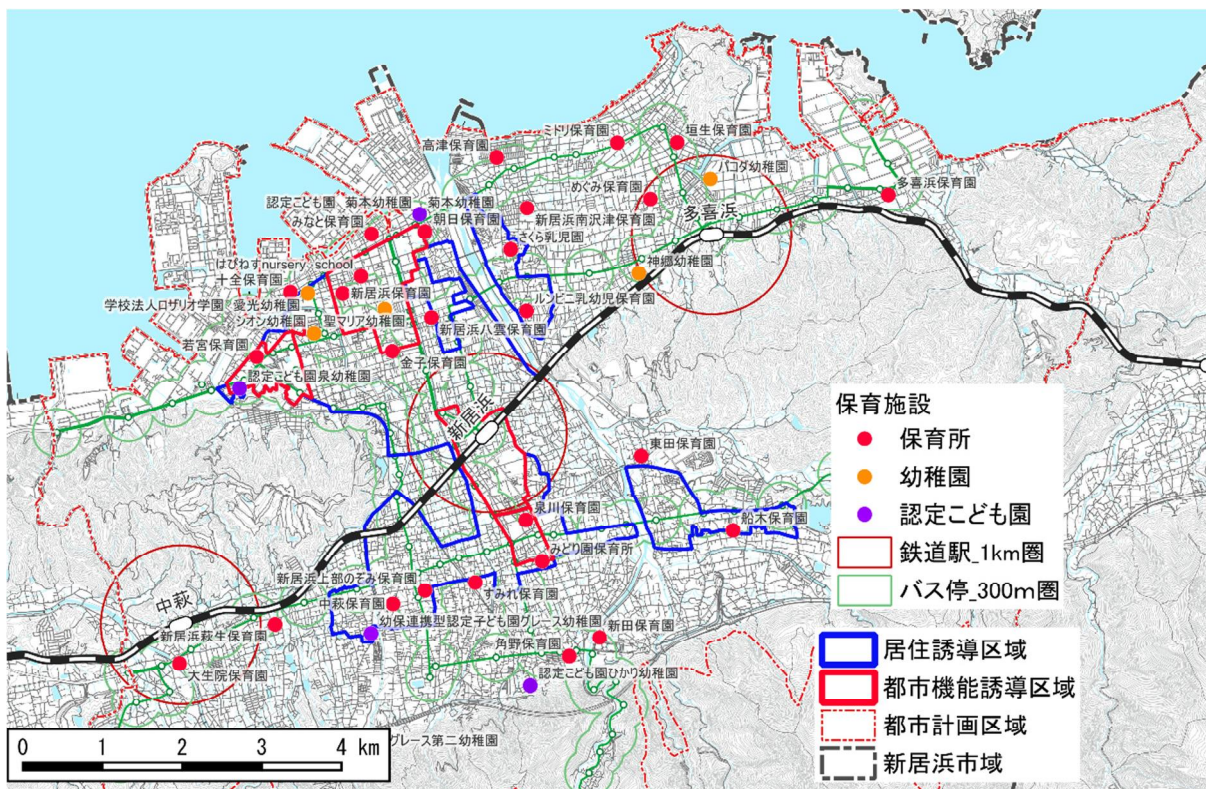 ミドリ保育園
垣生保育園
高津保育園
パコダ幼稚園
めぐみ保育園
多喜浜保育園
認定こども園 菊本幼稚園
菊本幼稚園
みなと保育園
朝日保育園
新居浜南沢津保育園
多喜浜
さくら乳児園
はぴねすnursery school
神郷幼稚園
十全保育園
学校法人ロザリオ学園 愛光幼稚園
新居浜保育園
ルンビニ乳幼児保育園
シオン幼稚園
聖マリア幼稚園
新居浜八雲保育園
若宮保育園
金子保育園
認定こども園泉幼稚園
新居浜
東田保育園
泉川保育園
船木保育園
みどり園保育所
新居浜上部のぞみ保育園
すみれ保育園
中萩保育園
中萩
幼保連携型認定子ども園グレース幼稚園
新居浜萩生保育園
新田保育園
角野保育園
大生院保育園
認定こども園ひかり幼稚園
グレース第二幼稚園
保育施設
保育所
幼稚園
認定こども園
鉄道駅_1km圏
バス停_300m圏
居住誘導区域
都市機能誘導区域
都市計画区域
新居浜市域
0 1 2 3 4 km